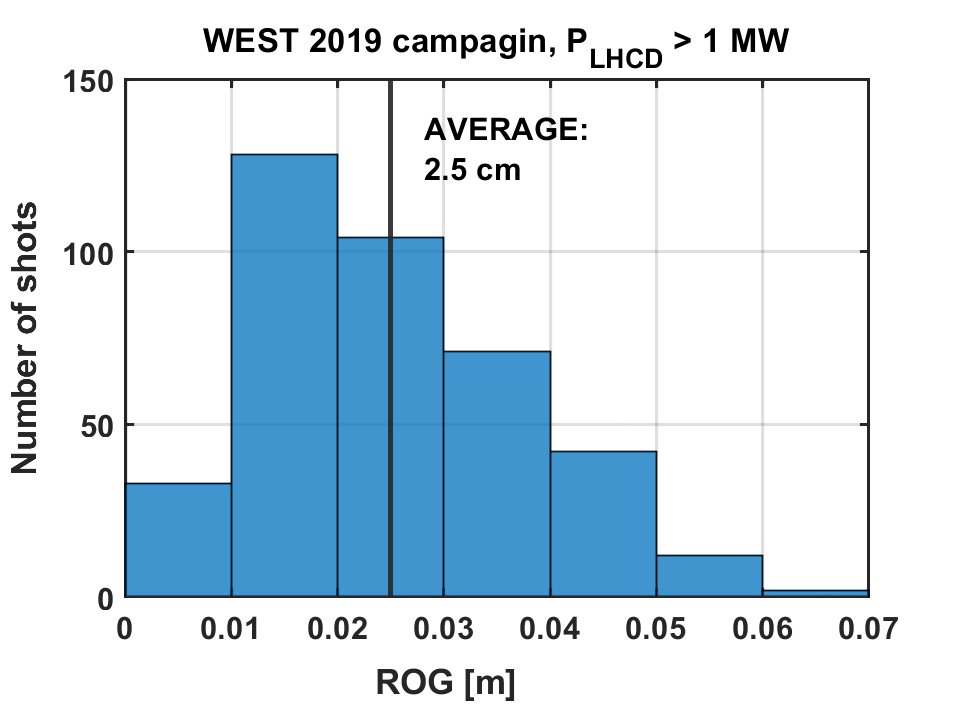 WEST 2019 campagin, P_LHCD > 1 MW
AVERAGE:
2.5 cm
Number of shots
150
100
50
0
0 0.01 0.02 0.03 0.04 0.05 0.06 0.07
ROG [m]